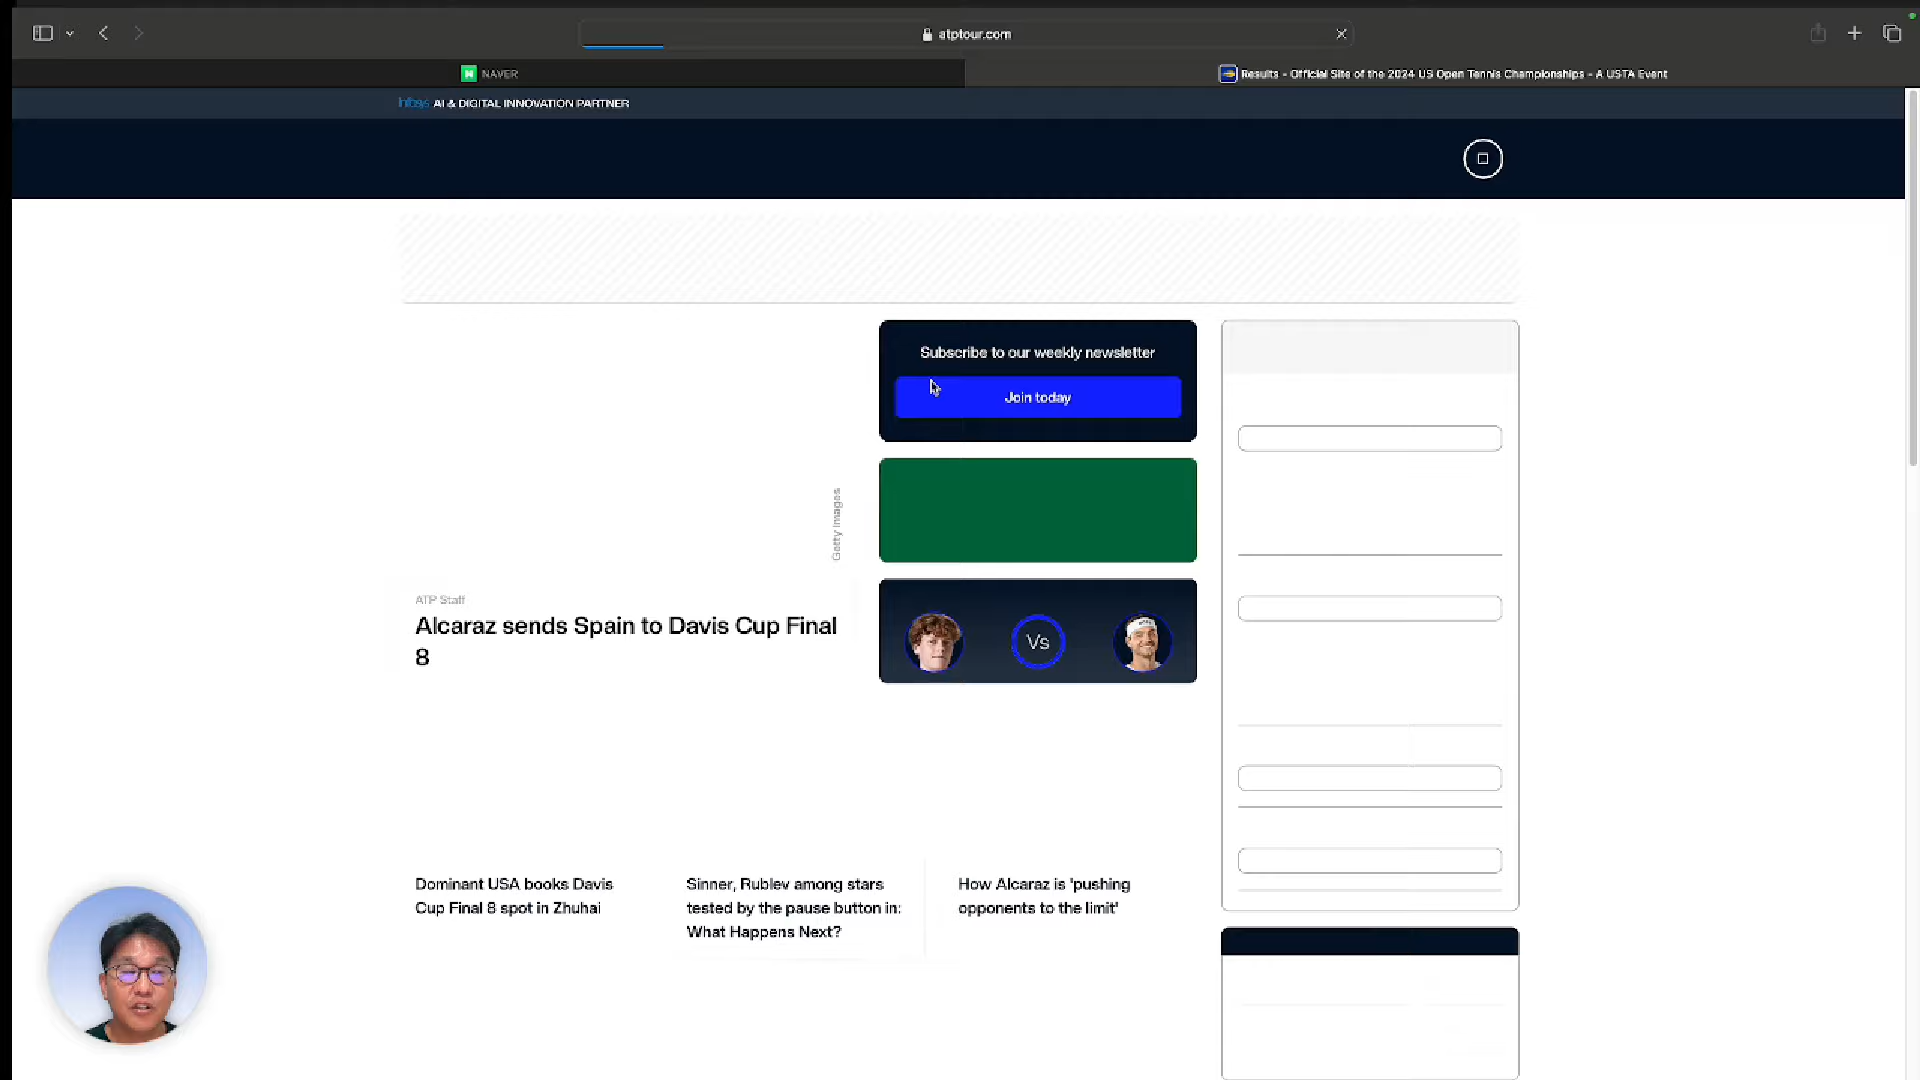 atptour.com
NAVER
Results - Official Site of the 2024 US Open Tennis Championships - A USTA Event
Infosys AI & DIGITAL INNOVATION PARTNER
Subscribe to our weekly newsletter
Join today
Getty Images
ATP Staff
Alcaraz sends Spain to Davis Cup Final
8
Vs
Dominant USA books Davis
Cup Final 8 spot in Zhuhai
Sinner, Rublev among stars
tested by the pause button in:
What Happens Next?
How Alcaraz is 'pushing
opponents to the limit'